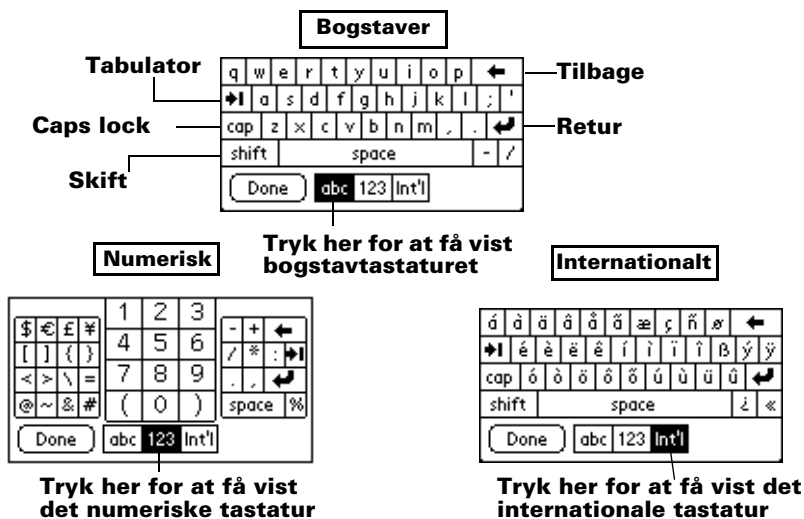 Bogstaver
Tabulator
Tilbage
Caps lock
Retur
Skift
q w e r t y u i o p
a s d f g h j k l ; '
cap z x c v b n m , .
shift space - /
Done abc 123 Int'l
Tryk her for at få vist
bogstavtastaturet
Numerisk
$ € £ ¥
[ ] { }
< > \ =
@ ~ & #
1 2 3
4 5 6
7 8 9
( 0 )
- +
/ * :
. ,
space %
Done abc 123 Int'l
Tryk her for at få vist
det numeriske tastatur
Internationalt
á à ä â å ã æ ç ñ ø
é è ë ê í ì ï î ß ý ÿ
cap ó ò ö ô õ ú ù ü û
shift space ¿ «
Done abc 123 Int'l
Tryk her for at få vist det
internationale tastatur